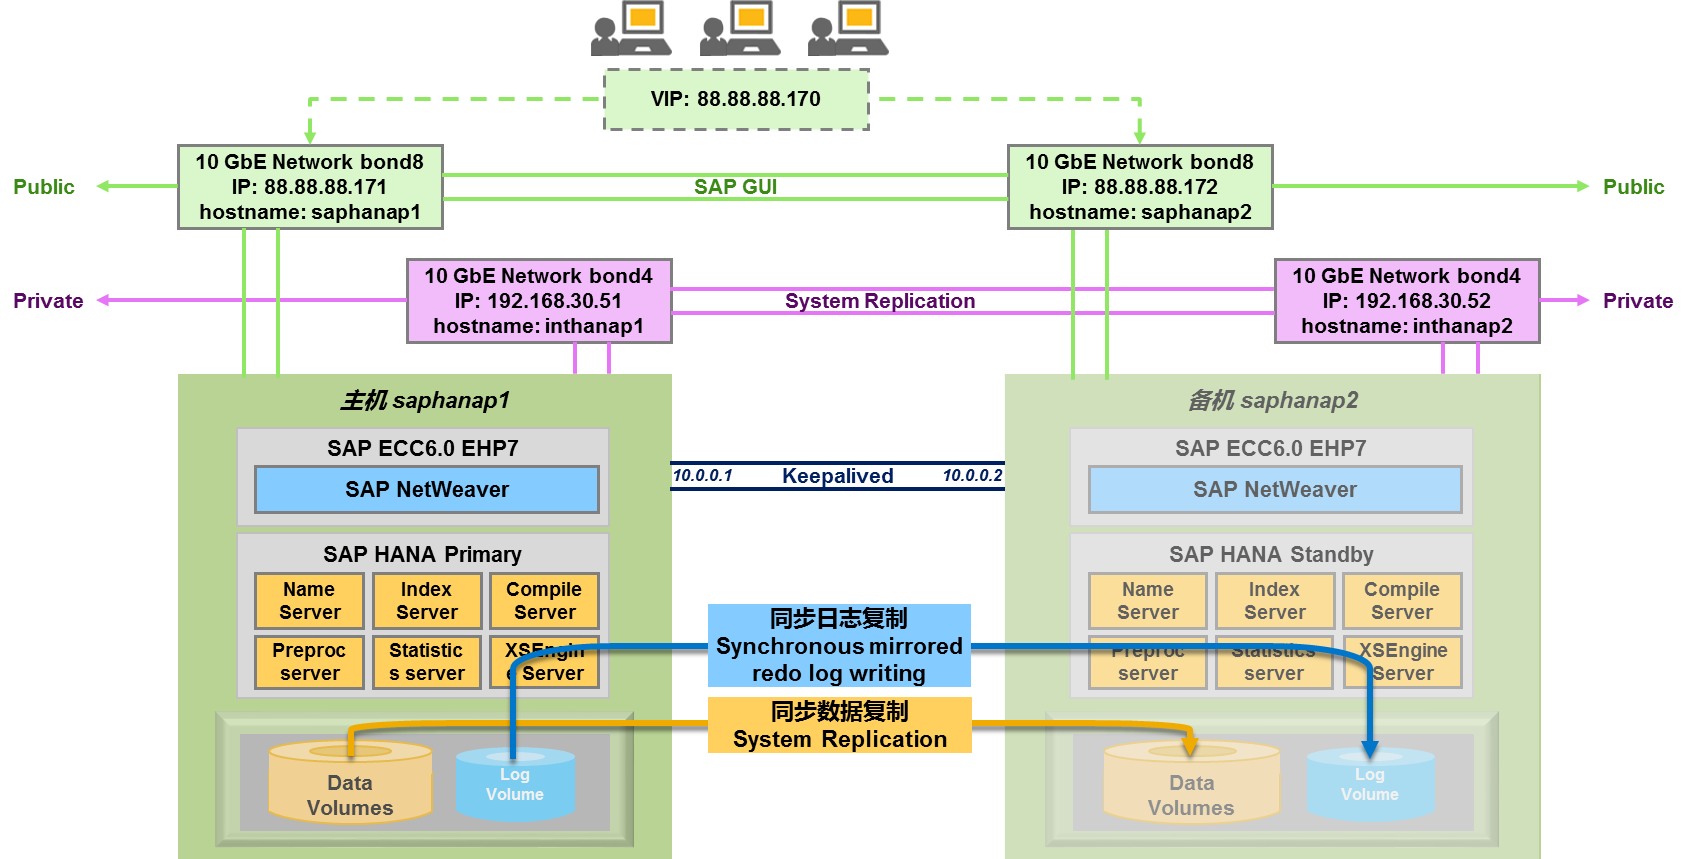 VIP: 88.88.88.170
10 GbE Network bond8
IP: 88.88.88.171
hostname: saphanap1
10 GbE Network bond8
IP: 88.88.88.172
hostname: saphanap2
Public
SAP GUI
Public
10 GbE Network bond4
IP: 192.168.30.51
hostname: inthanap1
10 GbE Network bond4
IP: 192.168.30.52
hostname: inthanap2
Private
System Replication
Private
主机 saphanap1
备机 saphanap2
SAP ECC6.0 EHP7
SAP NetWeaver
10.0.0.1
Keepalived
10.0.0.2
SAP ECC6.0 EHP7
SAP NetWeaver
SAP HANA Primary
Name
Server
Index
Server
Compile
Server
Preproc
server
Statistic
s server
XSEngin
e Server
SAP HANA Standby
Name
Server
Index
Server
Compile
Server
Preproc
server
Statistics
server
XSEngine
Server
同步日志复制
Synchronous mirrored
redo log writing
同步数据复制
System Replication
Data
Volumes
Log
Volume
Data
Volumes
Log
Volume